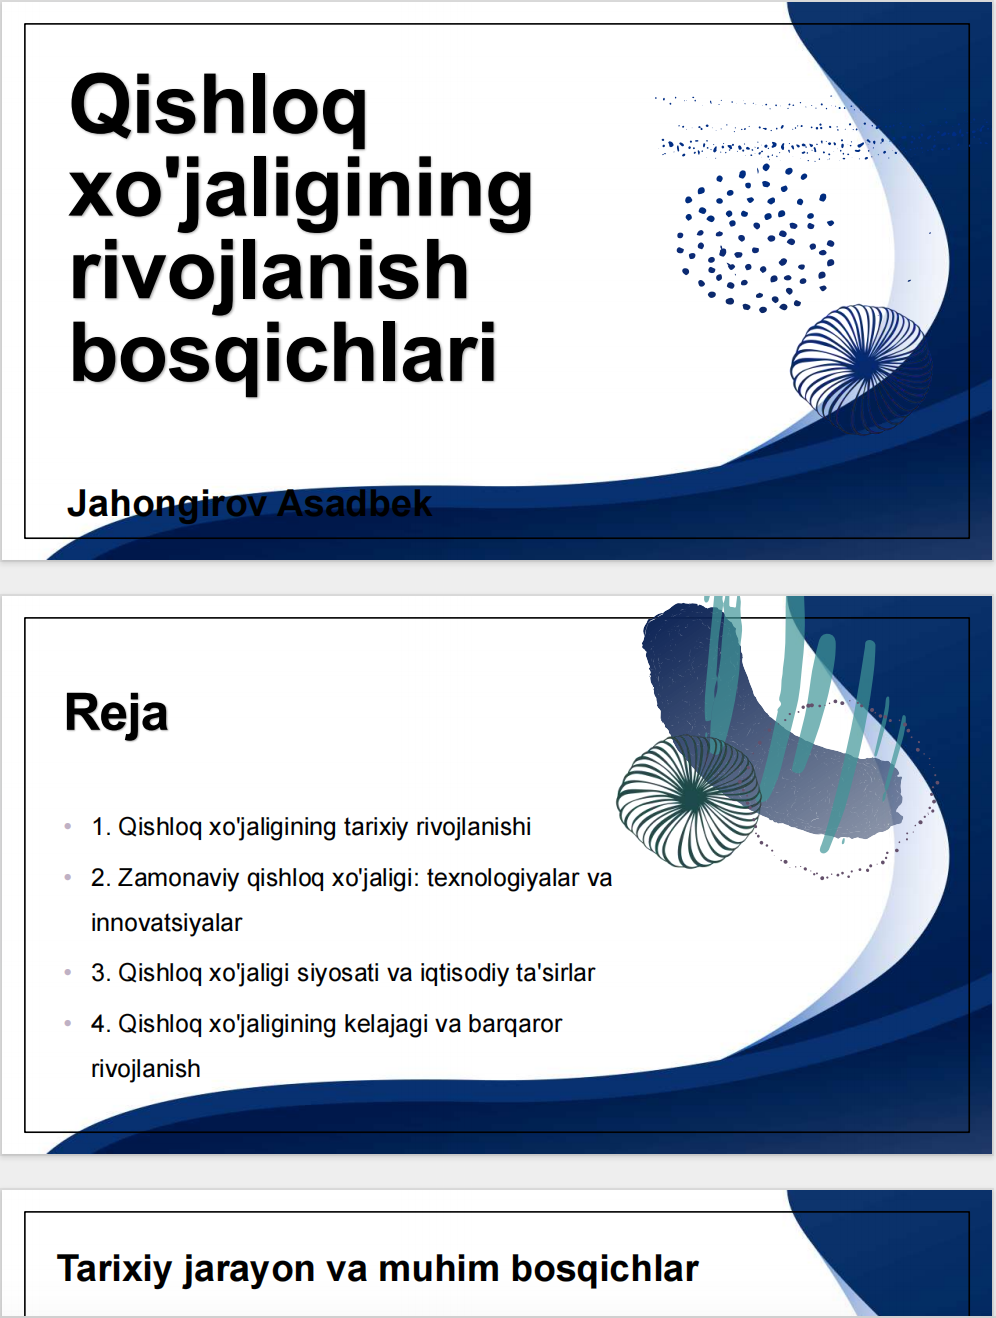 Qishloq
xo'jaligining
rivojlanish
bosqichlari
Jahongirov Asadbek
Reja
• 1. Qishloq xo'jaligining tarixiy rivojlanishi
• 2. Zamonaviy qishloq xo'jaligi: texnologiyalar va
innovatsiyalar
• 3. Qishloq xo'jaligi siyosati va iqtisodiy ta'sirlar
• 4. Qishloq xo'jaligining kelajagi va barqaror
rivojlanish
Tarixiy jarayon va muhim bosqichlar